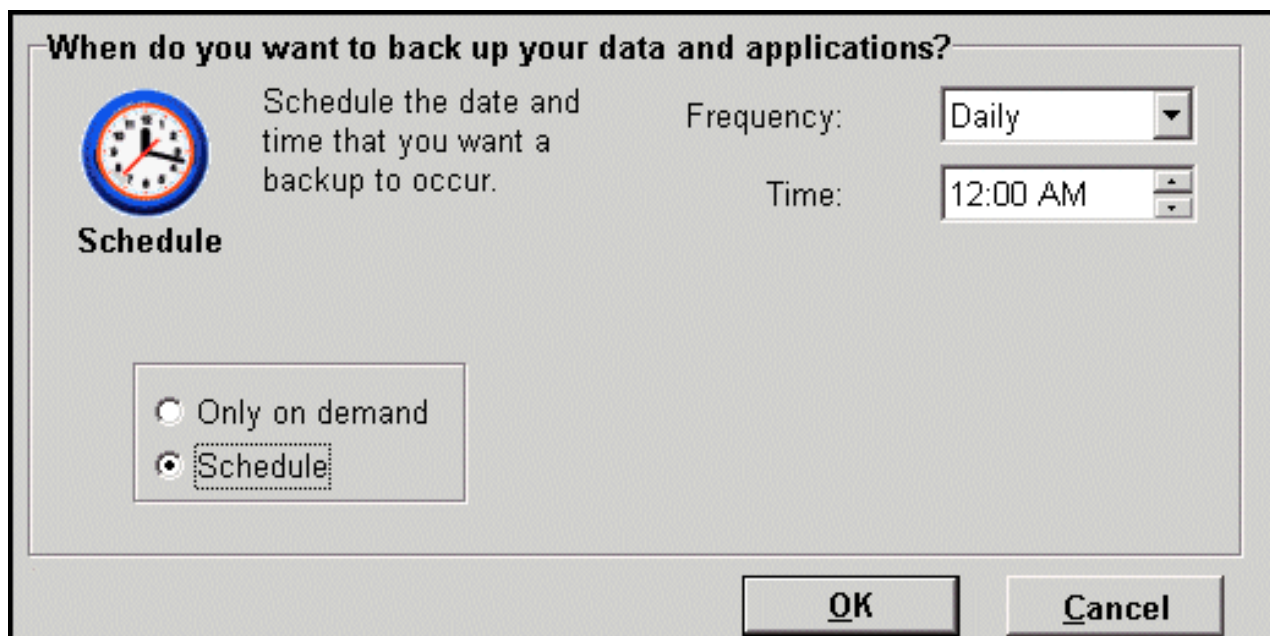 When do you want to back up your data and applications?
Schedule the date and
time that you want a
backup to occur.
Schedule
Frequency:
Daily
Time:
12:00 AM
Only on demand
Schedule
OK
Cancel